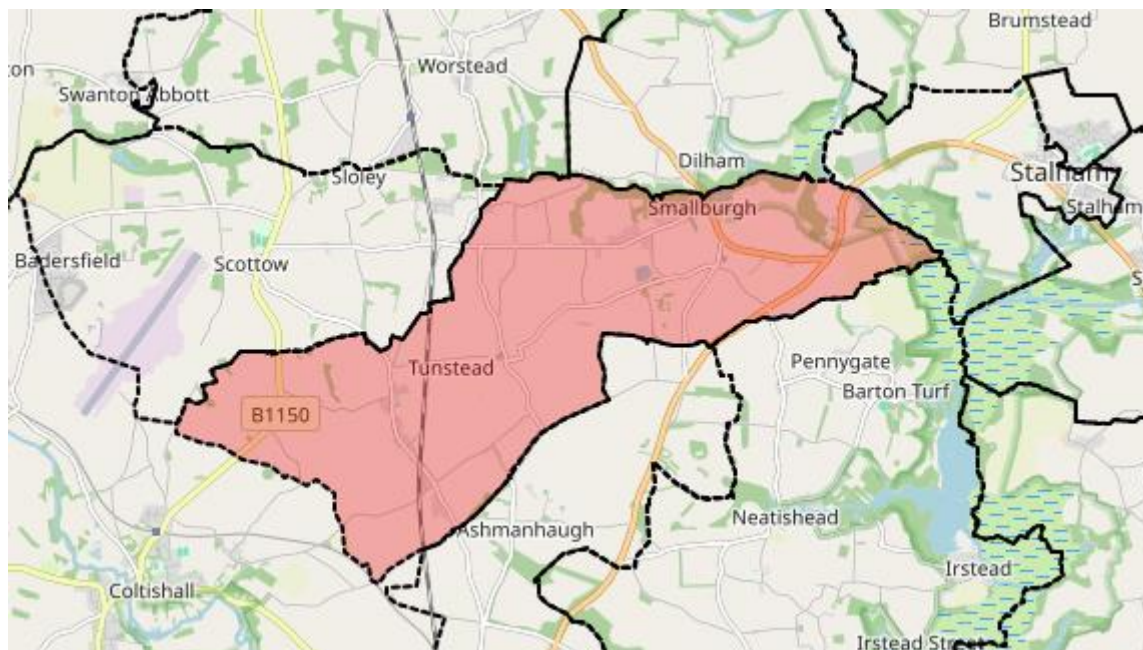 Brumstead
ton
Worstead
Swanton Abbott
Dilham
Stalham
Sloley
Smallburgh
Stalham
Badersfield
Scottow
S
Tunstead
Pennygate
Barton Turf
B1150
Ashmanhaugh
Neatishead
Irstead
Coltishall
Irstead Street